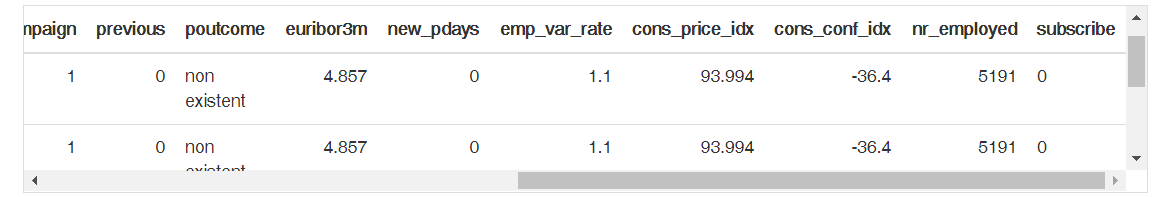 npaign previous poutcome euribor3m new_pdays emp_var_rate cons_price_idx cons_conf_idx nr_employed subscribe
1 0 non existent 4.857 0 1.1 93.994 -36.4 5191 0
1 0 non existent 4.857 0 1.1 93.994 -36.4 5191 0